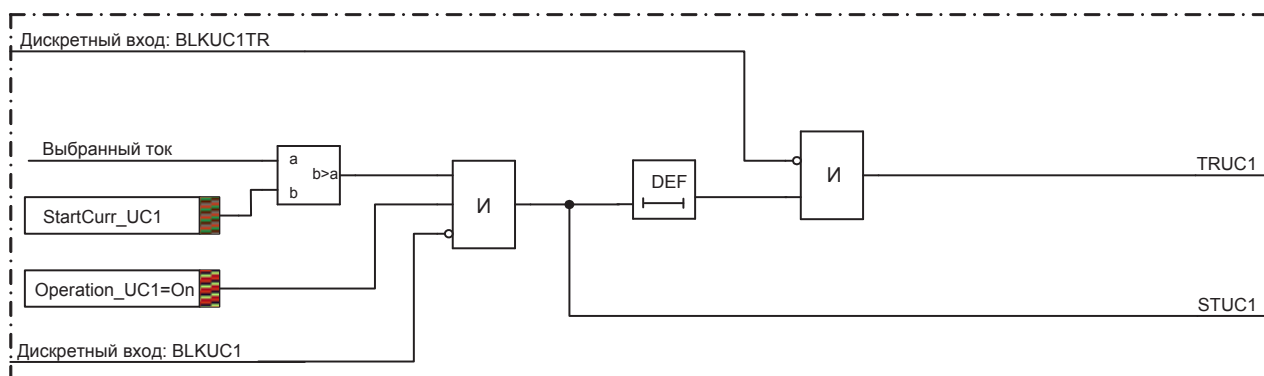 Дискретный вход: BLKUC1TR
Выбранный ток
a
b>a
b
StartCurr_UC1
И
DEF
И
TRUC1
Operation_UC1=On
STUC1
Дискретный вход: BLKUC1